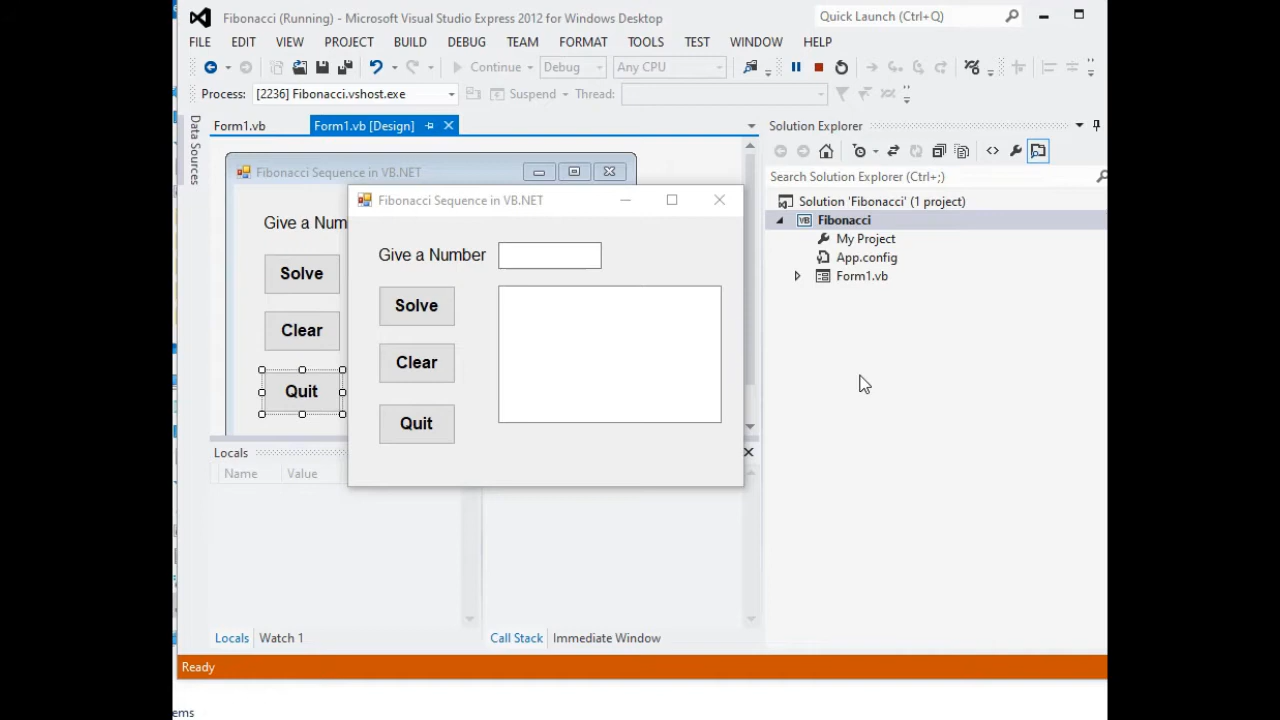 Fibonacci (Running) - Microsoft Visual Studio Express 2012 for Windows Desktop
Quick Launch (Ctrl+Q)
FILE EDIT VIEW PROJECT BUILD DEBUG TEAM FORMAT TOOLS TEST WINDOW HELP
Continue Debug Any CPU
Process: [2236] Fibonacci.vshost.exe Suspend Thread:
Data Sources
Form1.vb Form1.vb [Design]
Fibonacci Sequence in VB.NET
Give a Num
Solve
Clear
Quit
Fibonacci Sequence in VB.NET
Give a Number
Solve
Clear
Quit
Locals
Name Value
Locals Watch 1
Call Stack Immediate Window
Solution Explorer
Search Solution Explorer (Ctrl+;)
Solution 'Fibonacci' (1 project)
VB Fibonacci
My Project
App.config
Form1.vb
Ready
ems